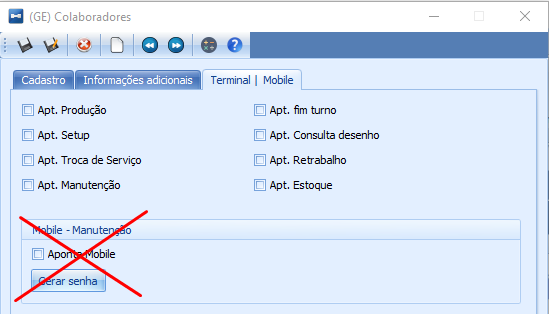 (GE) Colaboradores
Cadastro Informações adicionais Terminal | Mobile
Apt. Produção Apt. fim turno
Apt. Setup Apt. Consulta desenho
Apt. Troca de Serviço Apt. Retrabalho
Apt. Manutenção Apt. Estoque
Mobile - Manutenção
Aponta Mobile
Gerar senha